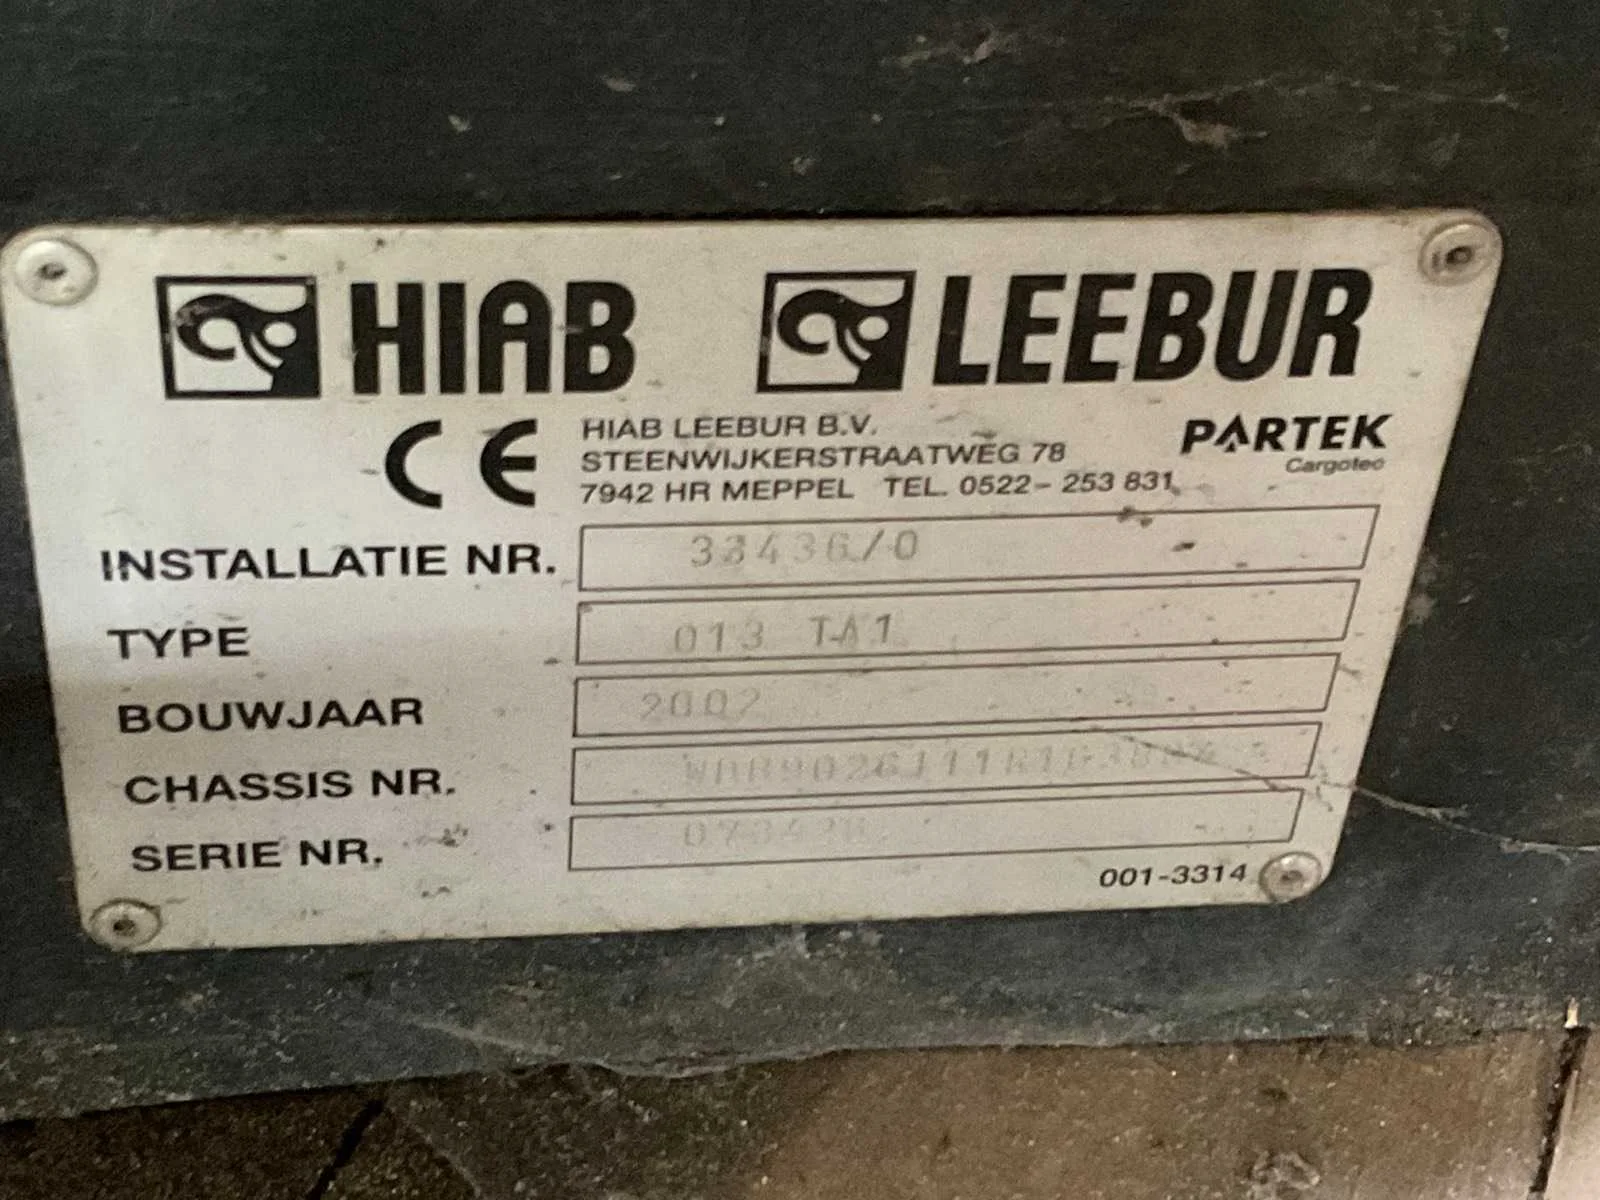 HIAB LEEBUR
CE
HIAB LEEBUR B.V.
STEENWIJKERSTRAATWEG 78
7942 HR MEPPEL TEL. 0522-253 831
PARTEK
Cargotec
INSTALLATIE NR. 33436/0
TYPE 013 TA1
BOUWJAAR 2002
CHASSIS NR.
SERIE NR.
001-3314